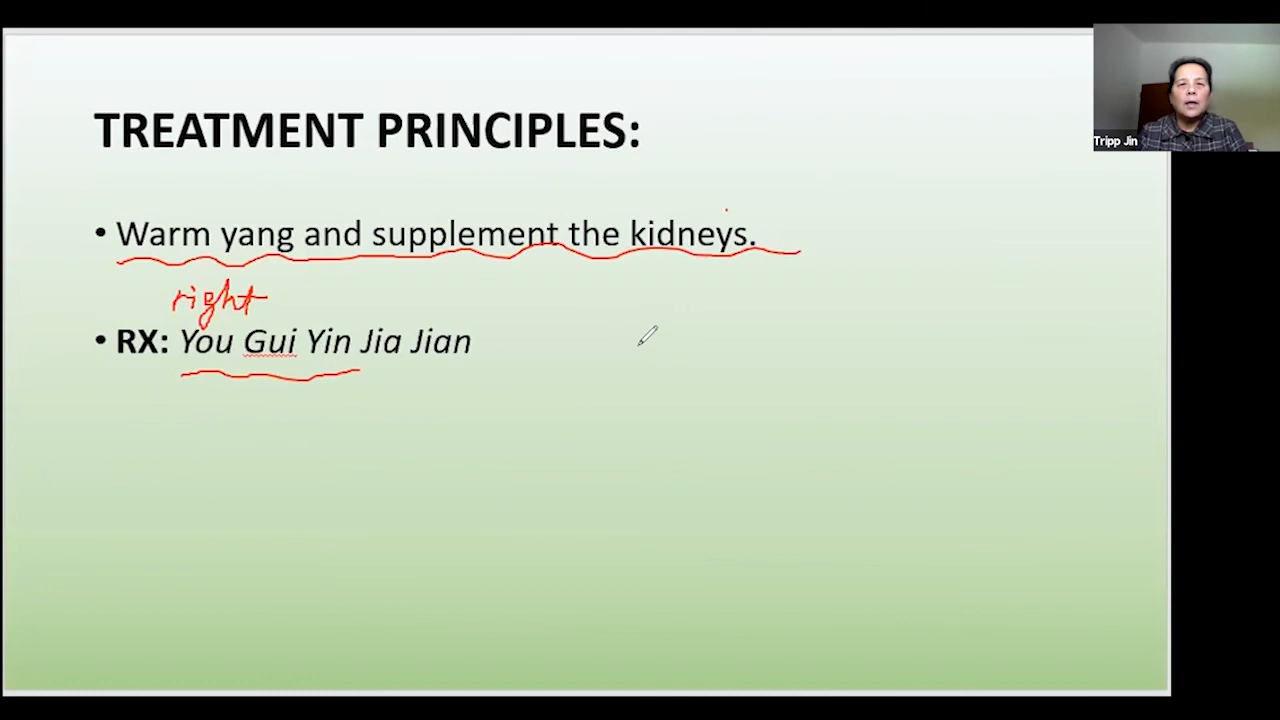 TREATMENT PRINCIPLES:
Tripp Jin
• Warm yang and supplement the kidneys.
right
• RX: You Gui Yin Jia Jian